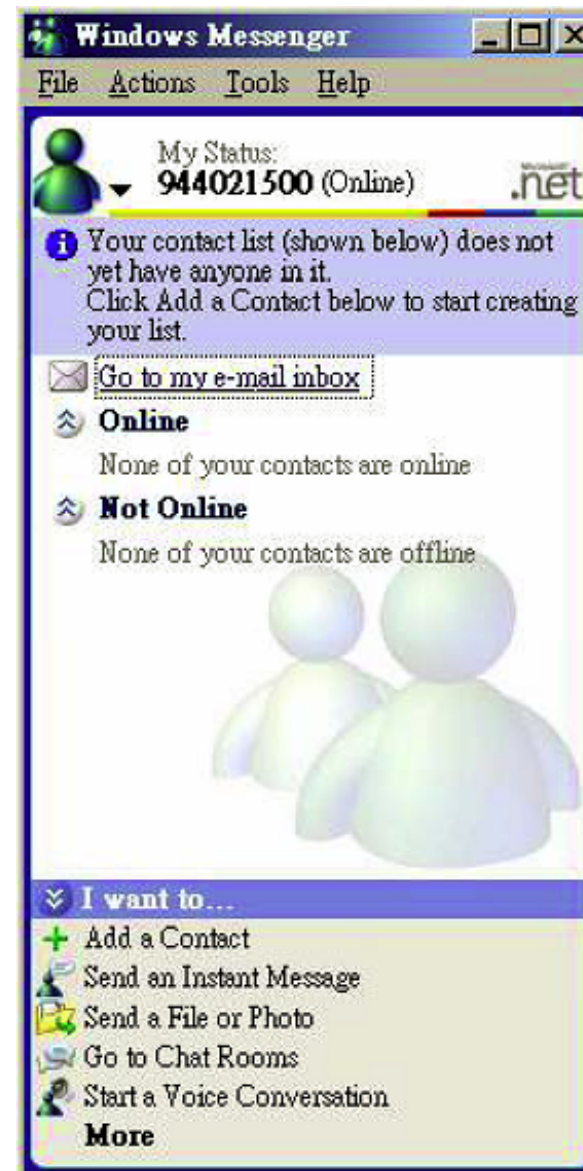 Windows Messenger
File Actions Tools Help
My Status:
944021500 (Online)
Microsoft
.net
Your contact list (shown below) does not
yet have anyone in it.
Click Add a Contact below to start creating
your list.
Go to my e-mail inbox
Online
None of your contacts are online
Not Online
None of your contacts are offline
I want to...
Add a Contact
Send an Instant Message
Send a File or Photo
Go to Chat Rooms
Start a Voice Conversation
More